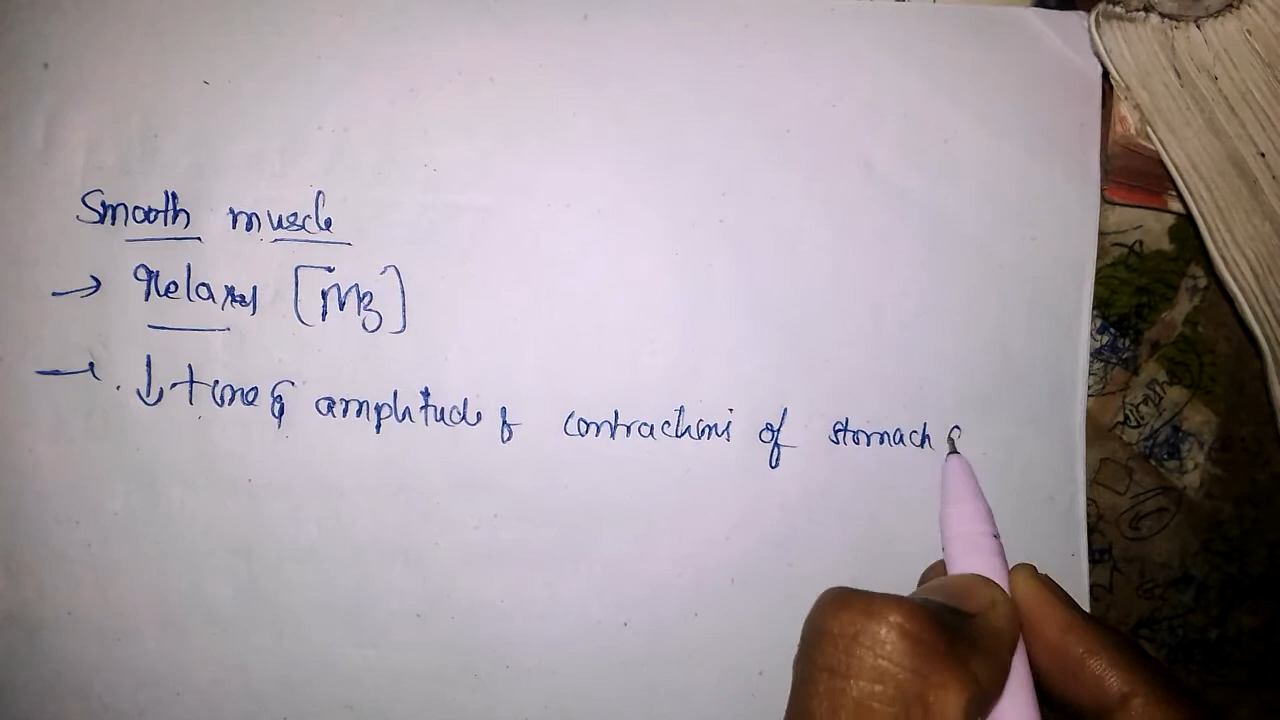 Smooth muscle
→ Relaxes [M3]
→ ↓ tone & amplitude of contractions of stomach